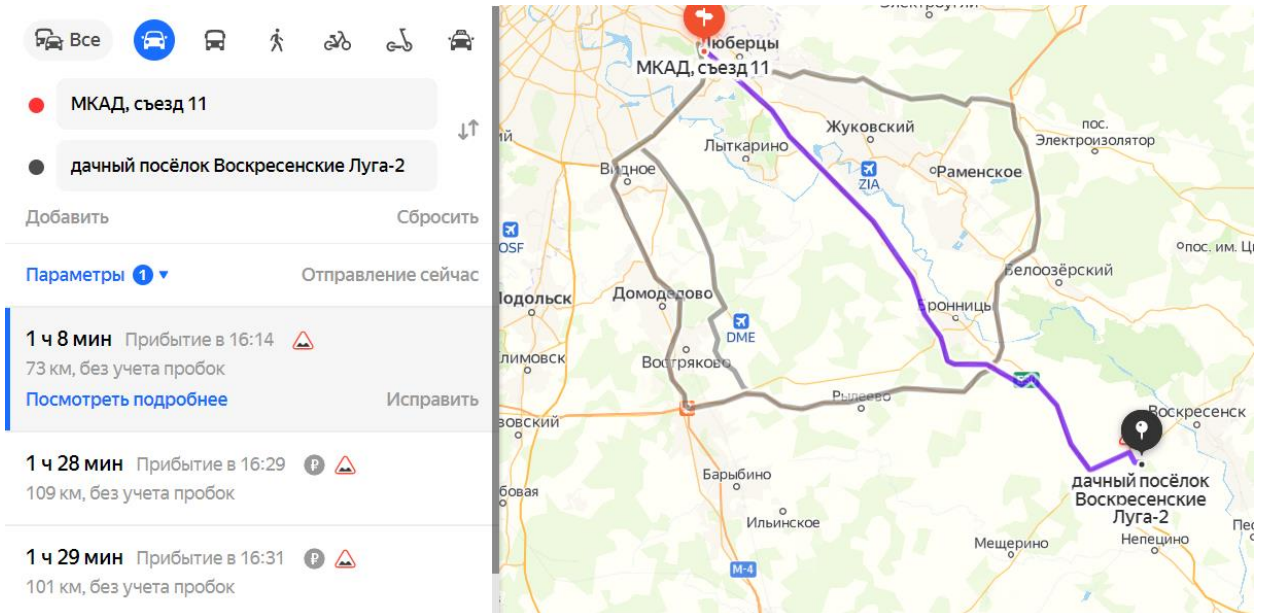 Все
МКАД, съезд 11
дачный посёлок Воскресенские Луга-2
Добавить
Сбросить
Параметры 1
Отправление сейчас
1 ч 8 мин Прибытие в 16:14
73 км, без учета пробок
Посмотреть подробнее
Исправить
1 ч 28 мин Прибытие в 16:29
109 км, без учета пробок
1 ч 29 мин Прибытие в 16:31
101 км, без учета пробок
Люберцы
МКАД, съезд 11
Жуковский
пос.
Электроизолятор
Лыткарино
Видное
ZIA
Раменское
OSF
пос. им. Ц
Белоозёрский
Подольск
Домодедово
Бронницы
DME
климовск
Востряково
Рылеево
Воскресенск
Барыбино
дачный посёлок
Воскресенские
Луга-2
Ильинское
Мещерино
Непецино
М-4